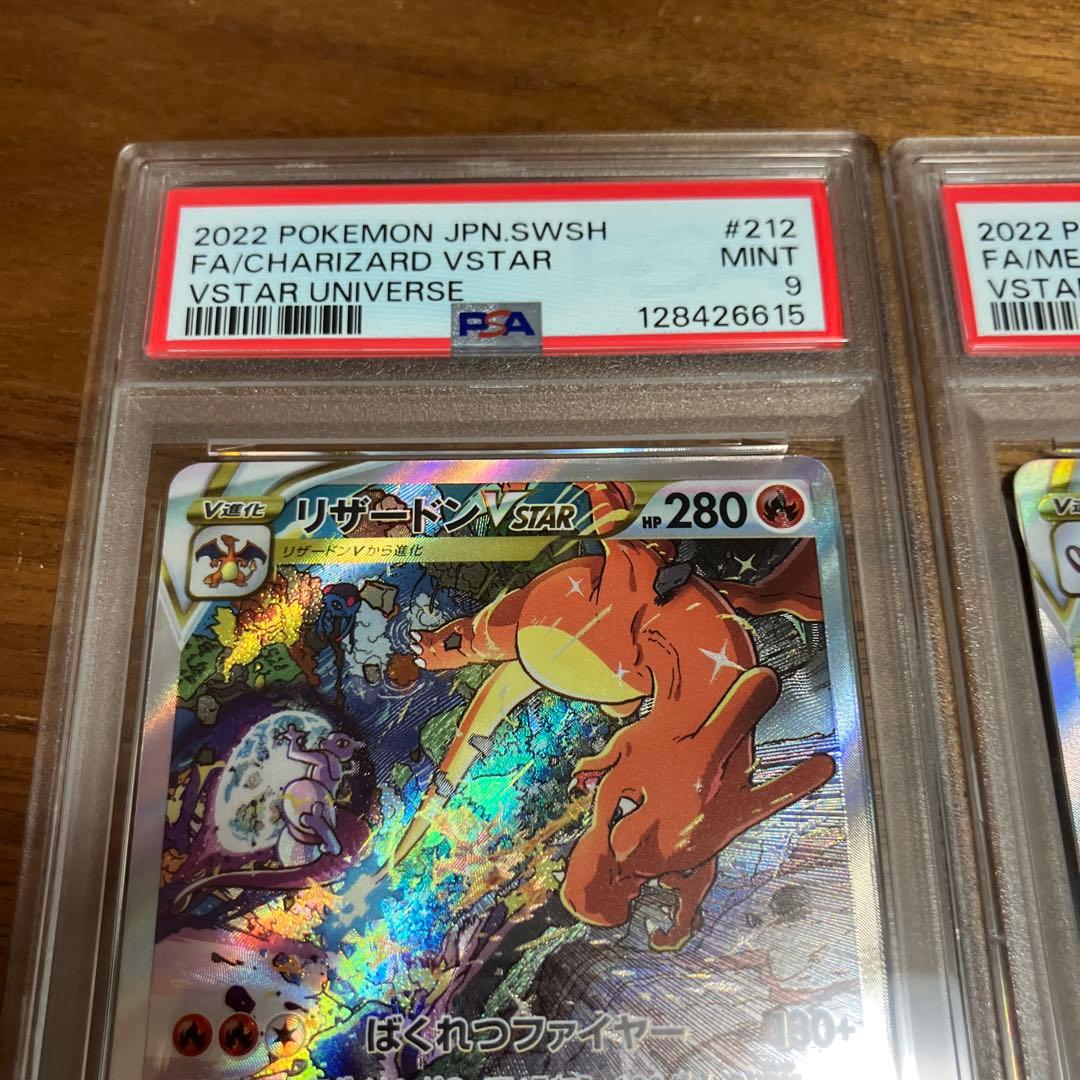 2022 POKEMON JPN.SWSH #212
FA/CHARIZARD VSTAR MINT
VSTAR UNIVERSE 9
PSA 128426615
V進化 リザードンVSTAR HP 280
リザードンVから進化
ばくれつファイヤー 130+
2022 P
FA/ME
VSTA